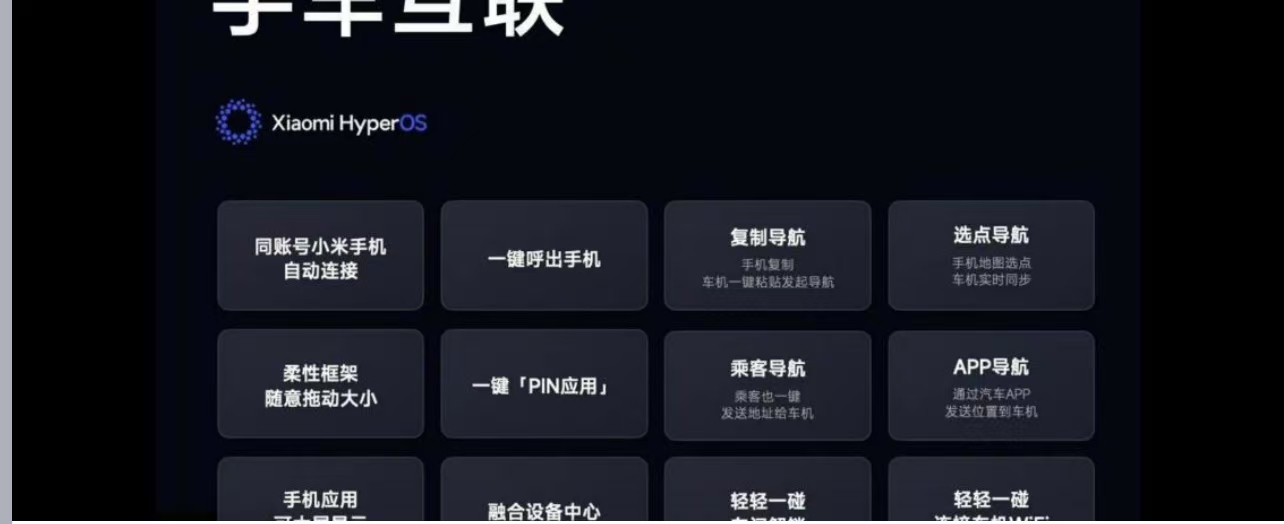 手车互联
Xiaomi HyperOS
同账号小米手机
自动连接
一键呼出手机
复制导航
手机复制
车机一键粘贴发起导航
选点导航
手机地图选点
车机实时同步
柔性框架
随意拖动大小
一键「PIN应用」
乘客导航
乘客也一键
发送地址给车机
APP导航
通过汽车APP
发送位置到车机
手机应用
融合设备中心
轻轻一碰
轻轻一碰